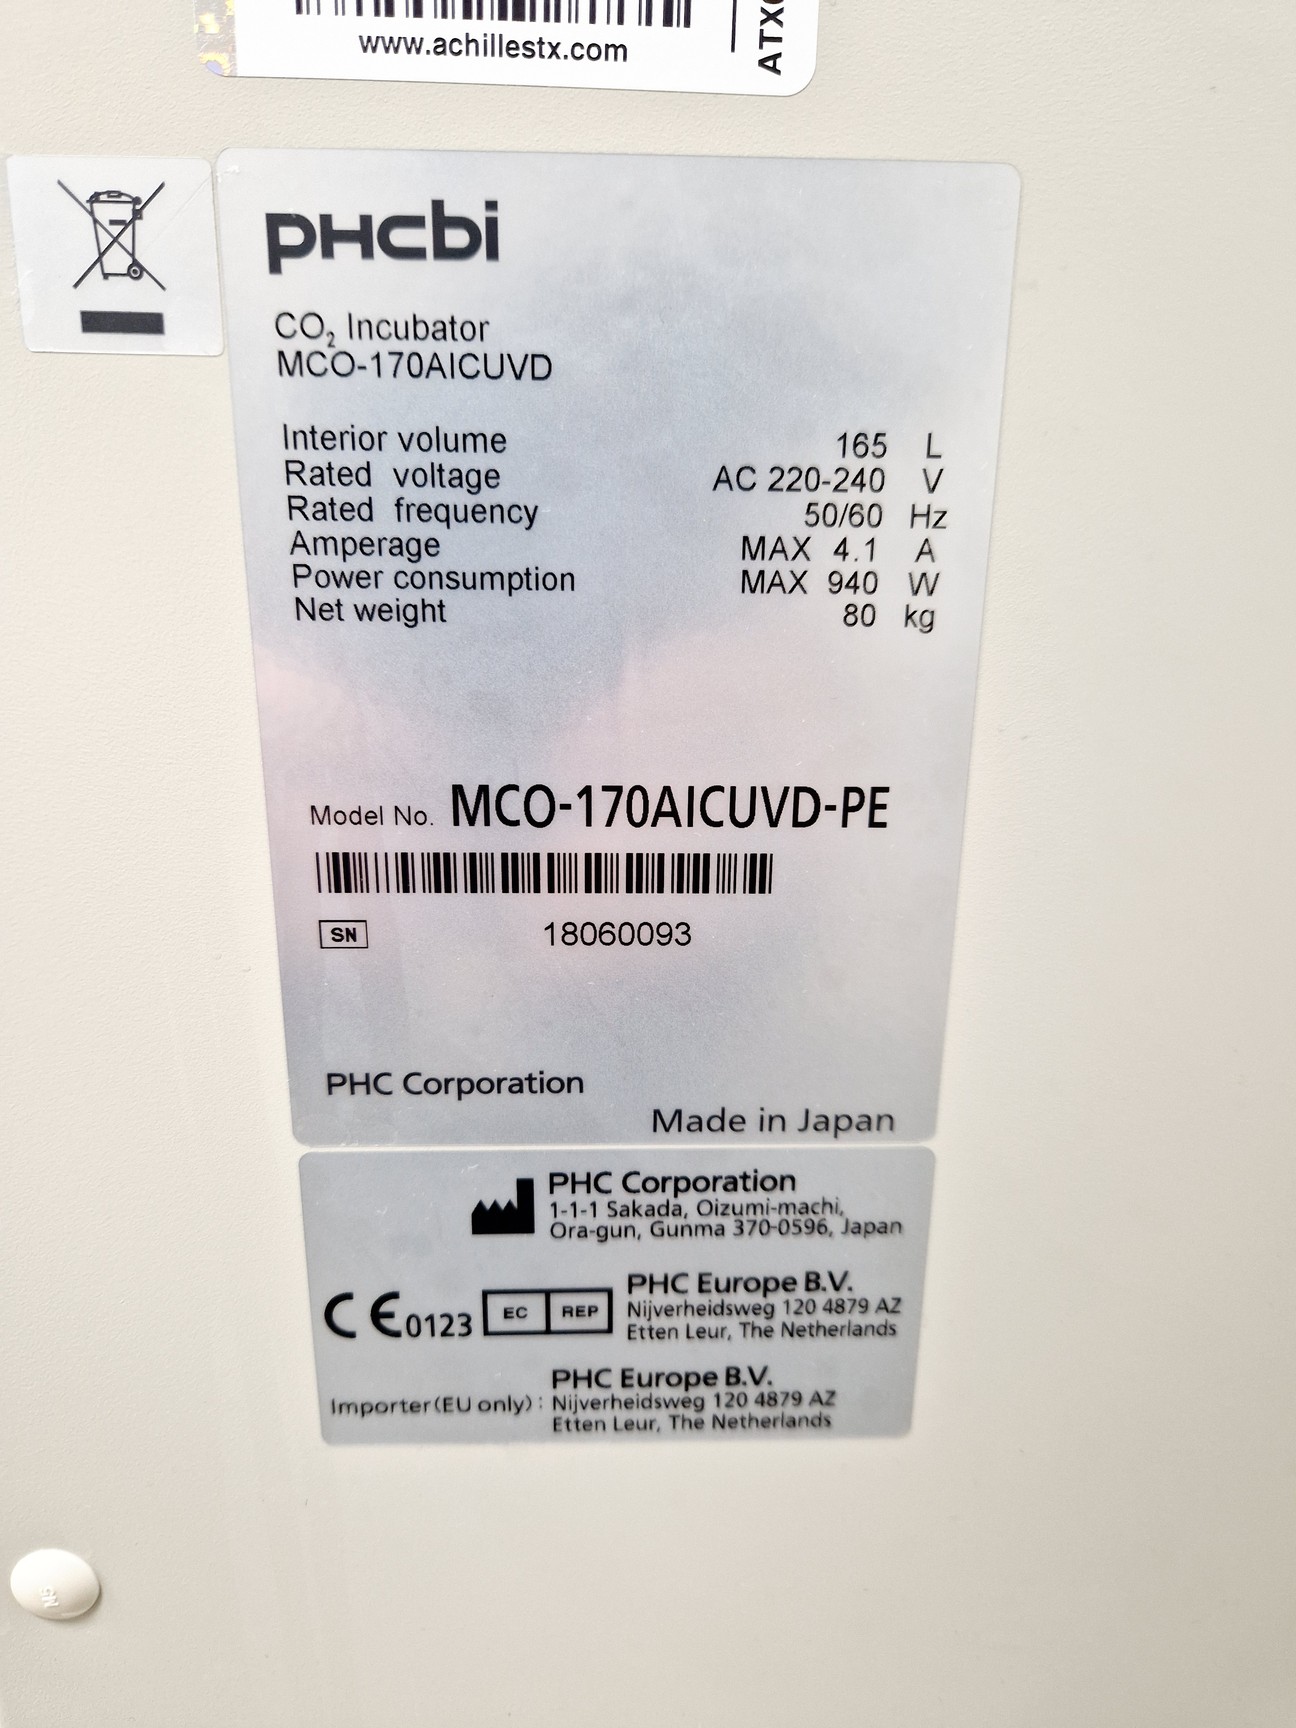 www.achillestx.com
ATX
phcbi
CO₂ Incubator
MCO-170AICUVD
Interior volume 165 L
Rated voltage AC 220-240 V
Rated frequency 50/60 Hz
Amperage MAX 4.1 A
Power consumption MAX 940 W
Net weight 80 kg
Model No. MCO-170AICUVD-PE
SN 18060093
PHC Corporation
Made in Japan
PHC Corporation
1-1-1 Sakada, Oizumi-machi,
Ora-gun, Gunma 370-0596, Japan
CE0123 EC REP PHC Europe B.V.
Nijverheidsweg 120 4879 AZ
Etten Leur, The Netherlands
PHC Europe B.V.
Importer(EU only): Nijverheidsweg 120 4879 AZ
Etten Leur, The Netherlands